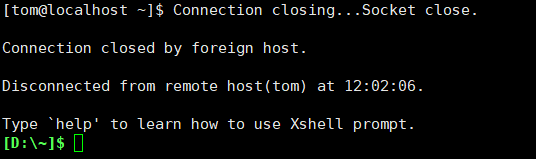 [tom@localhost ~]$ Connection closing...Socket close.
Connection closed by foreign host.
Disconnected from remote host(tom) at 12:02:06.
Type `help' to learn how to use Xshell prompt.
[D:\~]$